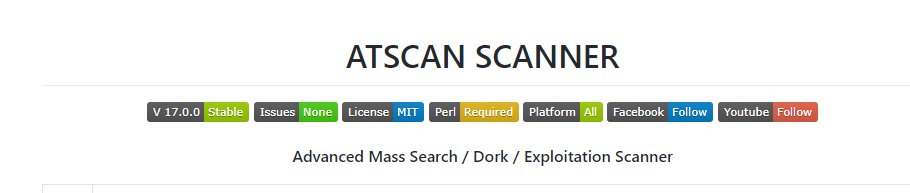 ATSCAN SCANNER
V 17.0.0 Stable Issues None License MIT Perl Required Platform All Facebook Follow Youtube Follow
Advanced Mass Search / Dork / Exploitation Scanner